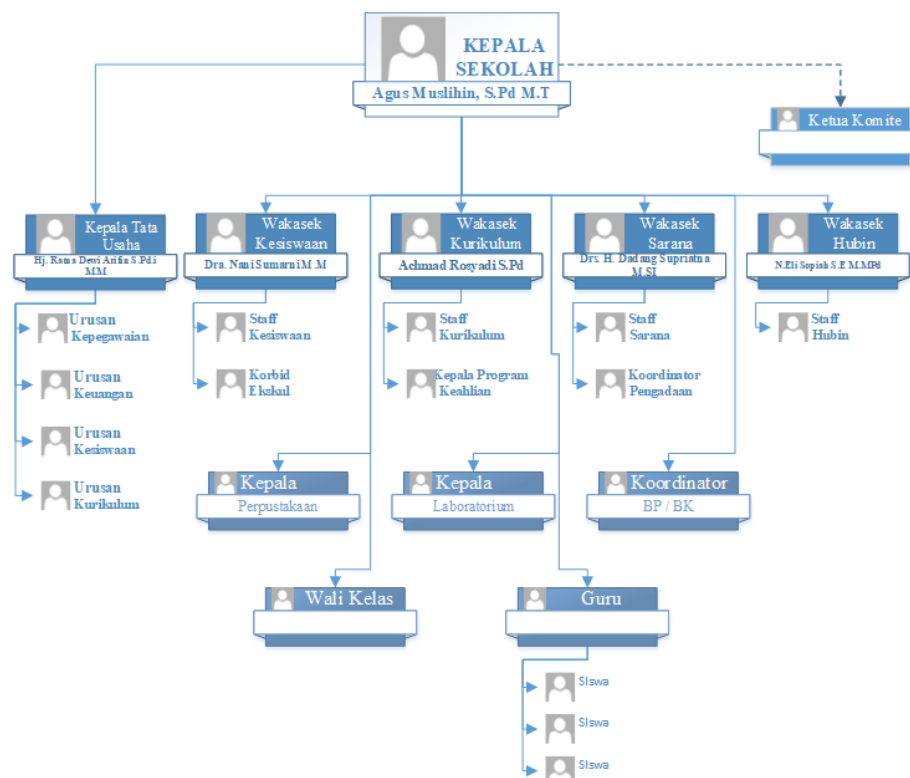 KEPALA
SEKOLAH
Agus Muslihin, S.Pd M.T
Ketua Komite
Kepala Tata
Usaha
Hj. Ratna Dewi Arifin S.Pd.i
MM
Wakasek
Kesiswaan
Dra. Nani Sumarni M.M
Wakasek
Kurikulum
Achmad Rosyadi S.Pd
Wakasek
Sarana
Drs. H. Dadang Supriatna
M.SI
Wakasek
Hubin
N.Eli Sopiah S.E M.MPd
Urusan
Kepegawaian
Urusan
Keuangan
Urusan
Kesiswaan
Urusan
Kurikulum
Staff
Kesiswaan
Korbid
Ekskul
Staff
Kurikulum
Kepala Program
Keahlian
Staff
Sarana
Koordinator
Pengadaan
Staff
Hubin
Kepala
Perpustakaan
Kepala
Laboratorium
Koordinator
BP / BK
Wali Kelas
Guru
Siswa
Siswa
Siswa